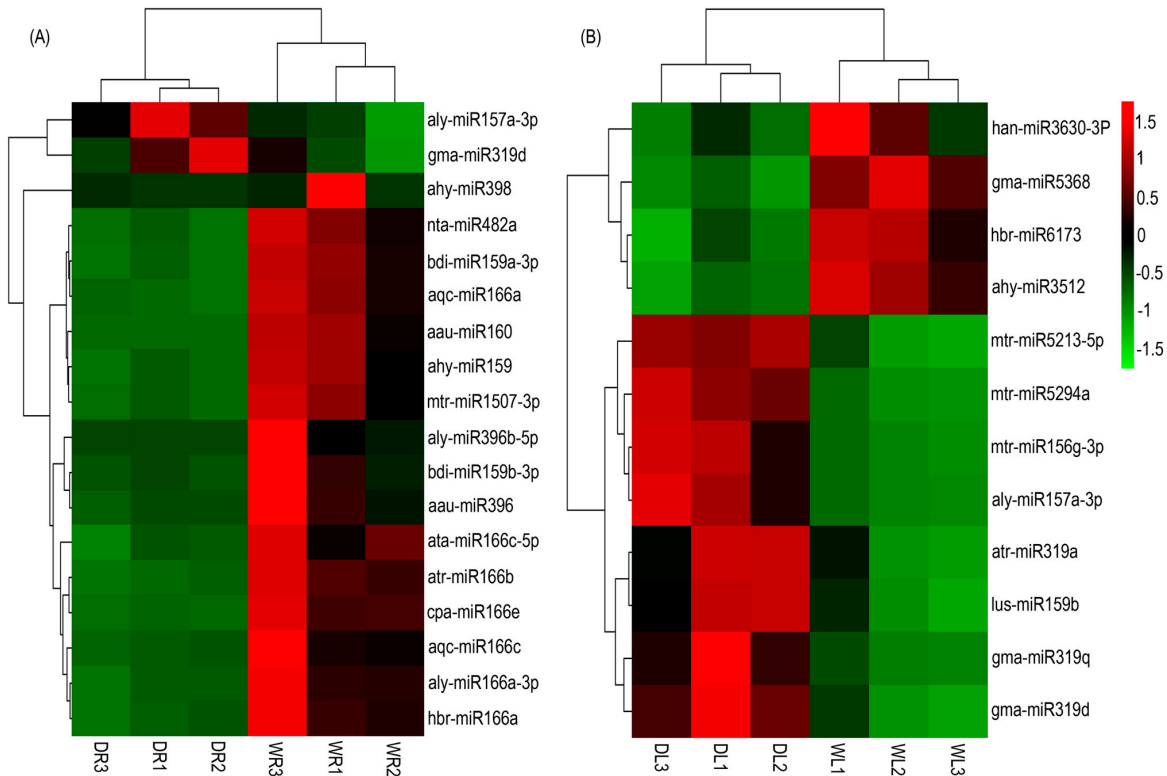 (A)
aly-miR157a-3p
gma-miR319d
ahy-miR398
nta-miR482a
bdi-miR159a-3p
aqc-miR166a
aau-miR160
ahy-miR159
mtr-miR1507-3p
aly-miR396b-5p
bdi-miR159b-3p
aau-miR396
ata-miR166c-5p
atr-miR166b
cpa-miR166e
aqc-miR166c
aly-miR166a-3p
hbr-miR166a
DR3 DR1 DR2 WR3 WR1 WR2
(B)
han-miR3630-3P
gma-miR5368
hbr-miR6173
ahy-miR3512
mtr-miR5213-5p
mtr-miR5294a
mtr-miR156g-3p
aly-miR157a-3p
atr-miR319a
lus-miR159b
gma-miR319q
gma-miR319d
DL3 DL1 DL2 WL1 WL2 WL3
1.5
1
0.5
0
-0.5
-1
-1.5